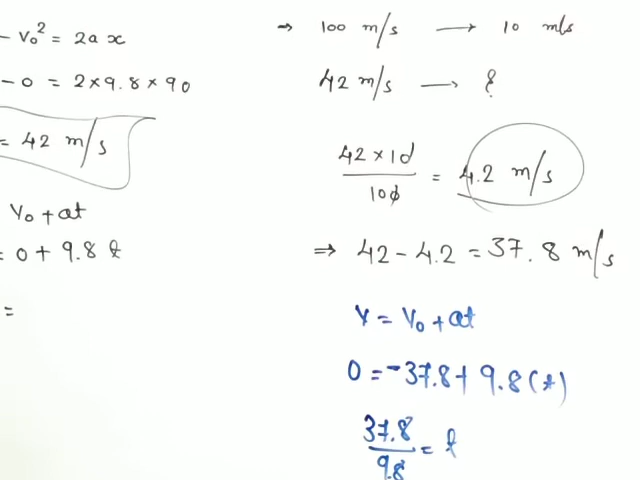 - v₀² = 2a x
- 0 = 2×9.8×90
= 42 m/s
V₀ + at
= 0 + 9.8 t
=
⇒ 100 m/s → 10 m/s
42 m/s →
42 × 10 / 100 = 4.2 m/s
⇒ 42 - 4.2 = 37.8 m/s
V = V₀ + at
0 = -37.8 + 9.8 (t)
37.8 / 9.8 = t